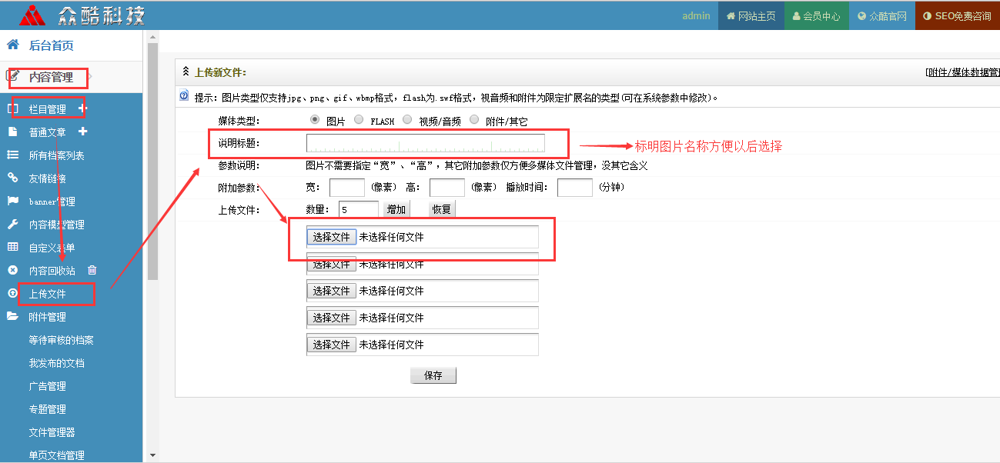 众酷科技
admin 网站主页 会员中心 众酷官网 SEO免费咨询
后台首页
内容管理
栏目管理
普通文章
所有档案列表
友情链接
banner管理
内容模型管理
自定义表单
内容回收站
上传文件
附件管理
等待审核的档案
我发布的文档
广告管理
专题管理
文件管理器
单页文档管理
上传新文件：
[附件/媒体数据管
提示：图片类型仅支持jpg、png、gif、wbmp格式，flash为.swf格式，视音频和附件为限定扩展名的类型(可在系统参数中修改)。
媒体类型： 图片 FLASH 视频/音频 附件/其它
说明标题：
标明图片名称方便以后选择
参数说明： 图片不需要指定“宽”、“高”，其它附加参数仅方便多媒体文件管理，没其它含义
附加参数： 宽： (像素) 高： (像素) 播放时间： (分钟)
上传文件： 数量： 5 增加 恢复
选择文件 未选择任何文件
选择文件 未选择任何文件
选择文件 未选择任何文件
选择文件 未选择任何文件
选择文件 未选择任何文件
保存